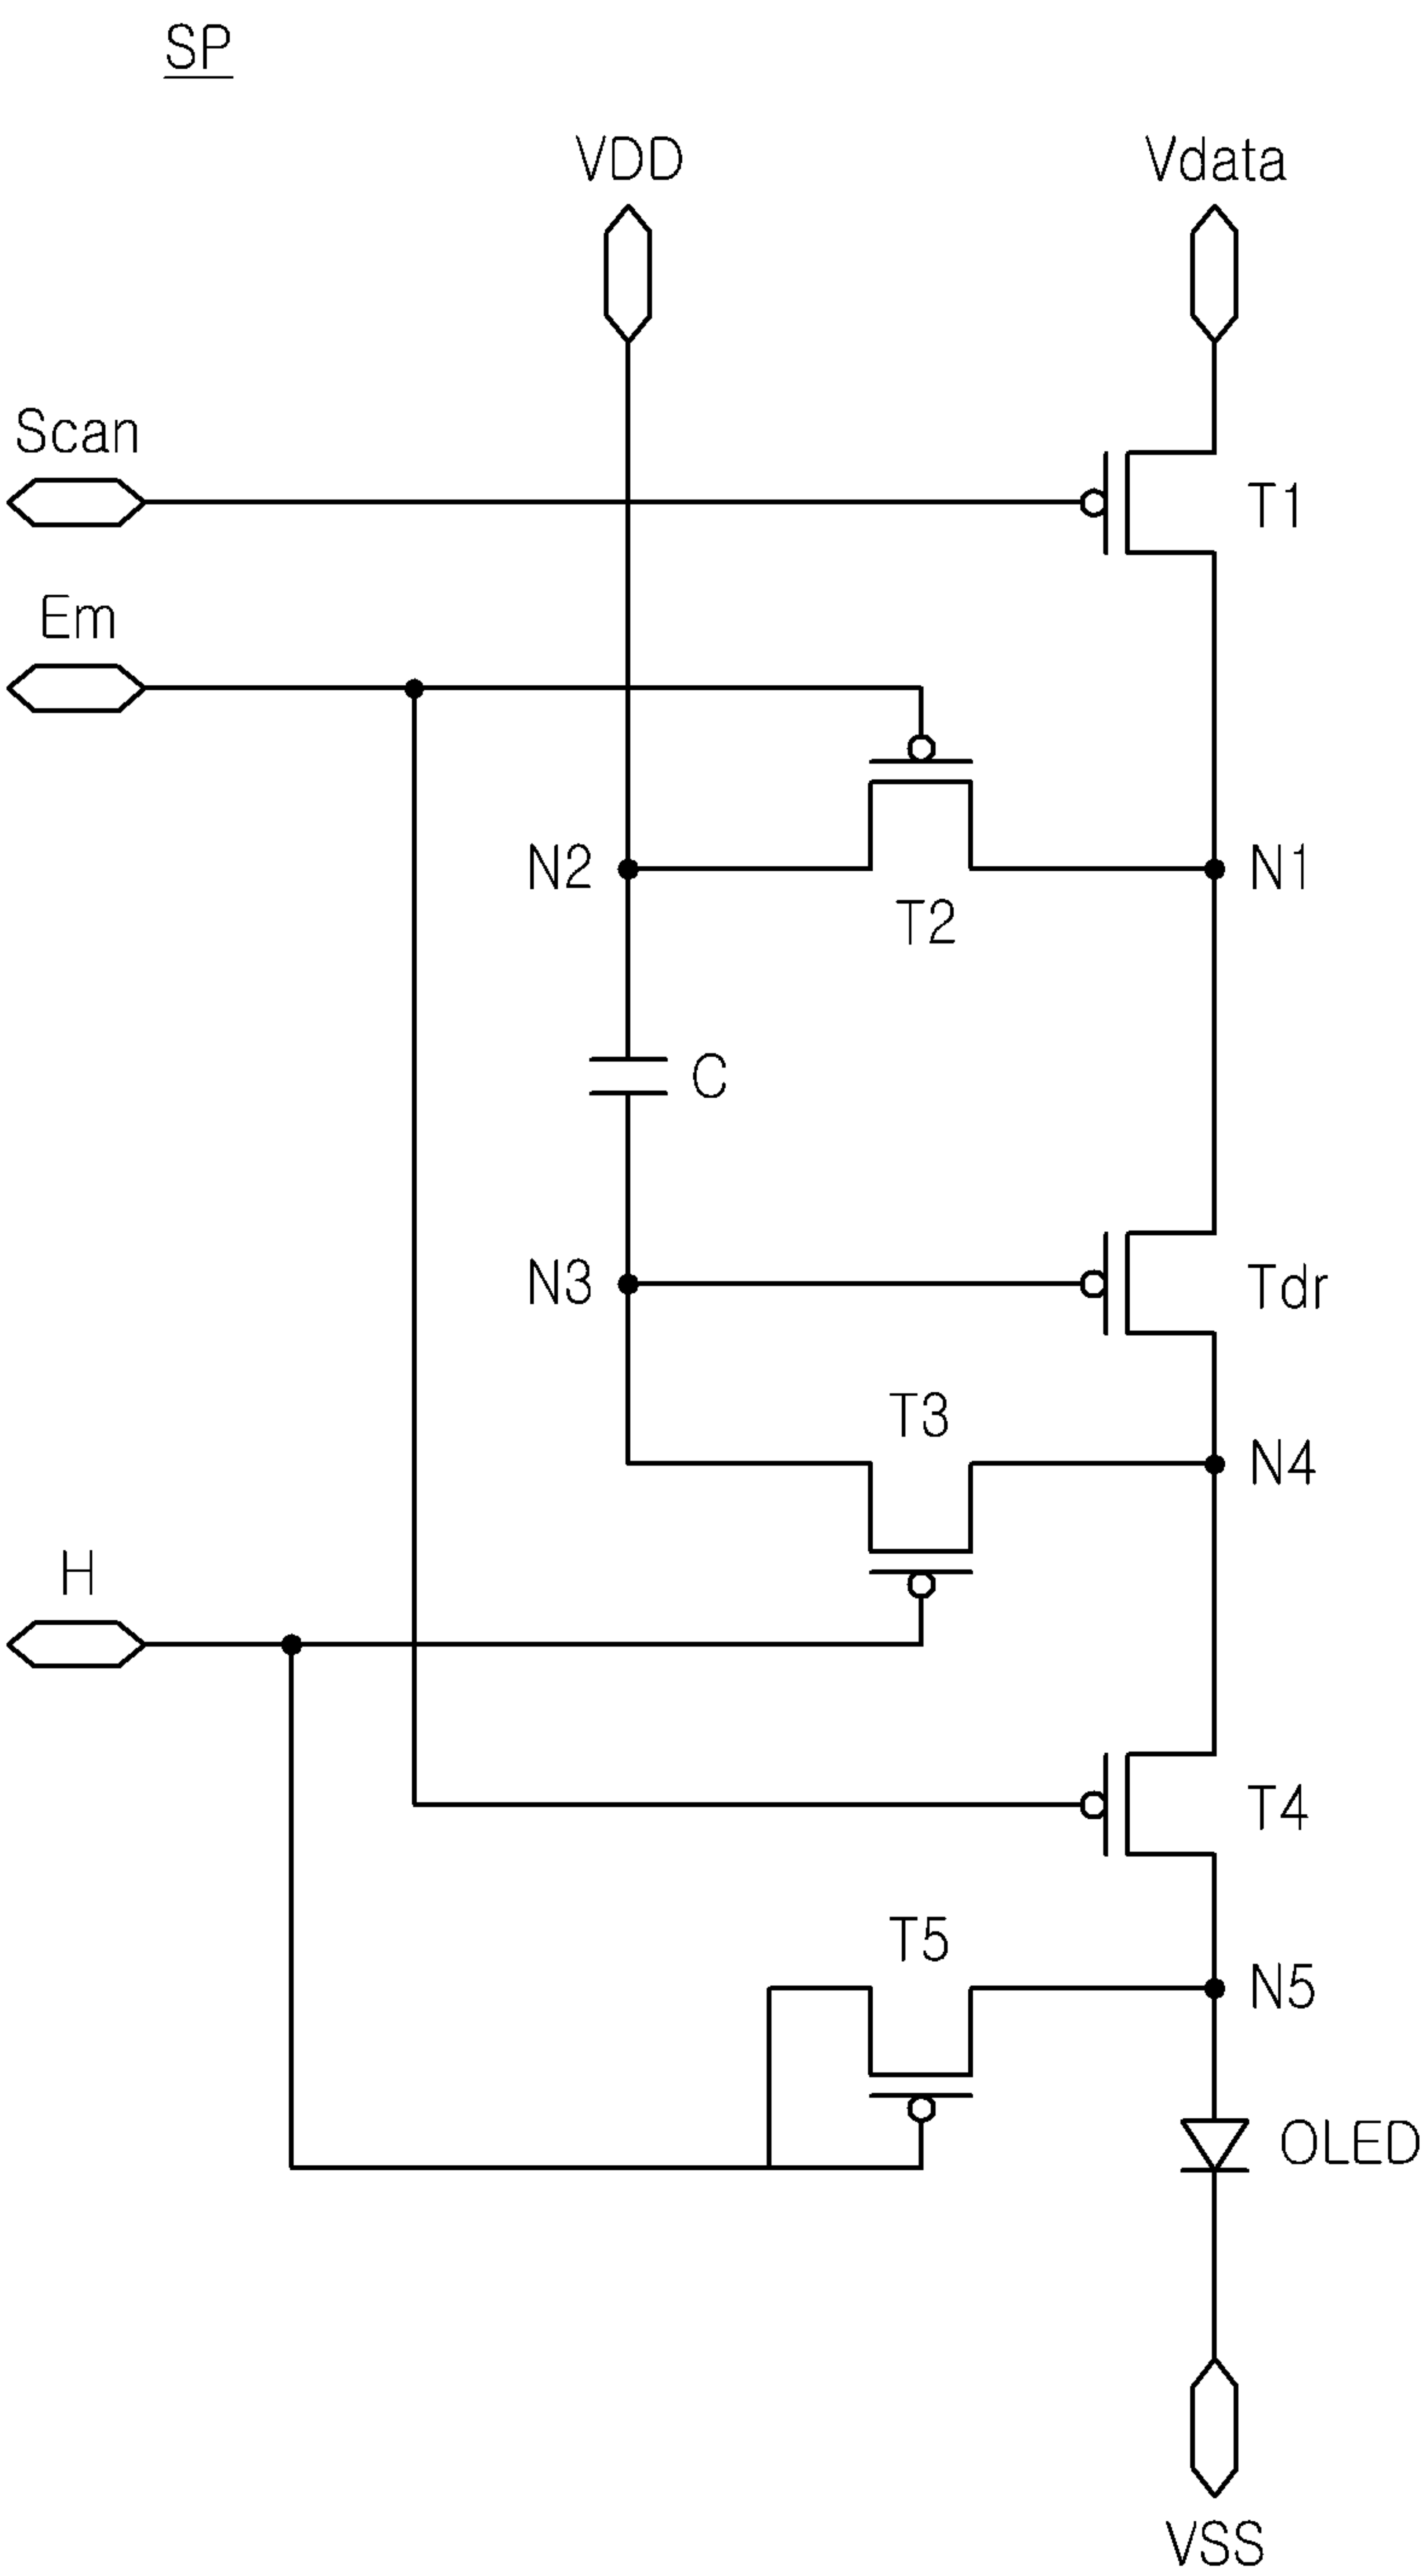 SP
VDD
Vdata
Scan
T1
Em
N2
N1
T2
C
N3
Tdr
T3
N4
H
T4
T5
N5
OLED
VSS